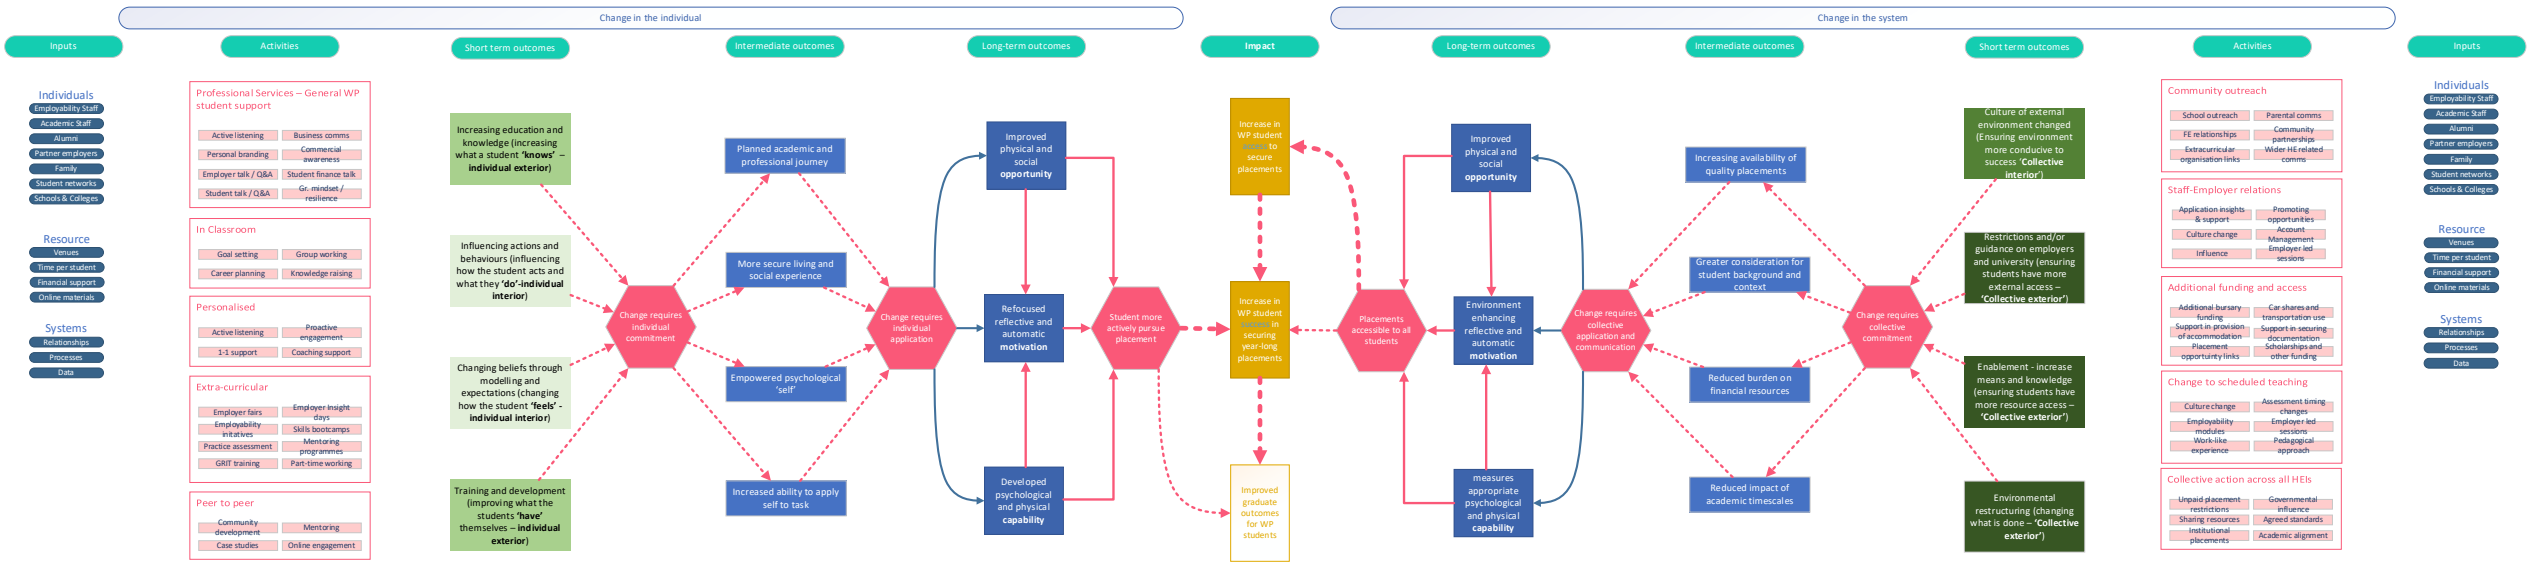 Change in the individual
Change in the system
Inputs
Activities
Short term outcomes
Intermediate outcomes
Long-term outcomes
Impact
Long-term outcomes
Intermediate outcomes
Short term outcomes
Activities
Inputs
Individuals
Employability Staff
Academic Staff
Alumni
Partner employers
Family
Student networks
Schools & Colleges
Resource
Venues
Time per student
Financial support
Online materials
Systems
Relationships
Processes
Data
Professional Services – General WP
student support
Active listening
Business comms
Personal branding
Commercial
awareness
Employer talk / Q&A
Student finance talk
Student talk / Q&A
Gr. mindset /
resilience
In Classroom
Goal setting
Group working
Career planning
Knowledge raising
Personalised
Active listening
Proactive
engagement
1-1 support
Coaching support
Extra-curricular
Employer fairs
Employer Insight
days
Employability
initatives
Skills bootcamps
Practice assessment
Mentoring
programmes
GRIT training
Part-time working
Peer to peer
Community
development
Mentoring
Case studies
Online engagement
Increasing education and
knowledge (increasing
what a student ‘knows’ –
individual exterior)
Influencing actions and
behaviours (influencing
how the student acts and
what they ‘do’-individual
interior)
Changing beliefs through
modelling and
expectations (changing
how the student ‘feels’ -
individual interior)
Training and development
(improving what the
students ‘have’
themselves – individual
exterior)
Change requires
individual
commitment
Planned academic and
professional journey
More secure living and
social experience
Empowered psychological
‘self’
Increased ability to apply
self to task
Change requires
individual
application
Improved
physical and
social
opportunity
Refocused
reflective and
automatic
motivation
Developed
psychological
and physical
capability
Student more
actively pursue
placement
Increase in
WP student
access to
secure
placements
Increase in
WP student
success in
securing
year-long
placements
Improved
graduate
outcomes
for WP
students
Placements
accessible to all
students
Improved
physical and
social
opportunity
Environment
enhancing
reflective and
automatic
motivation
measures
appropriate
psychological
and physical
capability
Change requires
collective
application and
communication
Increasing availability of
quality placements
Greater consideration for
student background and
context
Reduced burden on
financial resources
Reduced impact of
academic timescales
Change requires
collective
commitment
Culture of external
environment changed
(Ensuring environment
more conducive to
success ‘Collective
interior’)
Restrictions and/or
guidance on employers
and university (ensuring
students have more
external access –
‘Collective exterior’)
Enablement - increase
means and knowledge
(ensuring students have
more resource access –
‘Collective exterior’)
Environmental
restructuring (changing
what is done – ‘Collective
exterior’)
Community outreach
School outreach
Parental comms
FE relationships
Community
partnerships
Extracurricular
organisation links
Wider HE related
comms
Staff-Employer relations
Application insights
& support
Promoting
opportunities
Culture change
Account
Management
Influence
Employer led
sessions
Additional funding and access
Additional bursary
funding
Car shares and
transportation use
Support in provision
of accommodation
Support in securing
documentation
Placement
opportuinty links
Scholarships and
other funding
Change to scheduled teaching
Culture change
Assessment timing
changes
Employability
modules
Employer led
sessions
Work-like
experience
Pedagogical
approach
Collective action across all HEIs
Unpaid placement
restrictions
Governmental
influence
Sharing resources
Agreed standards
Institutional
placements
Academic alignment
Individuals
Employability Staff
Academic Staff
Alumni
Partner employers
Family
Student networks
Schools & Colleges
Resource
Venues
Time per student
Financial support
Online materials
Systems
Relationships
Processes
Data